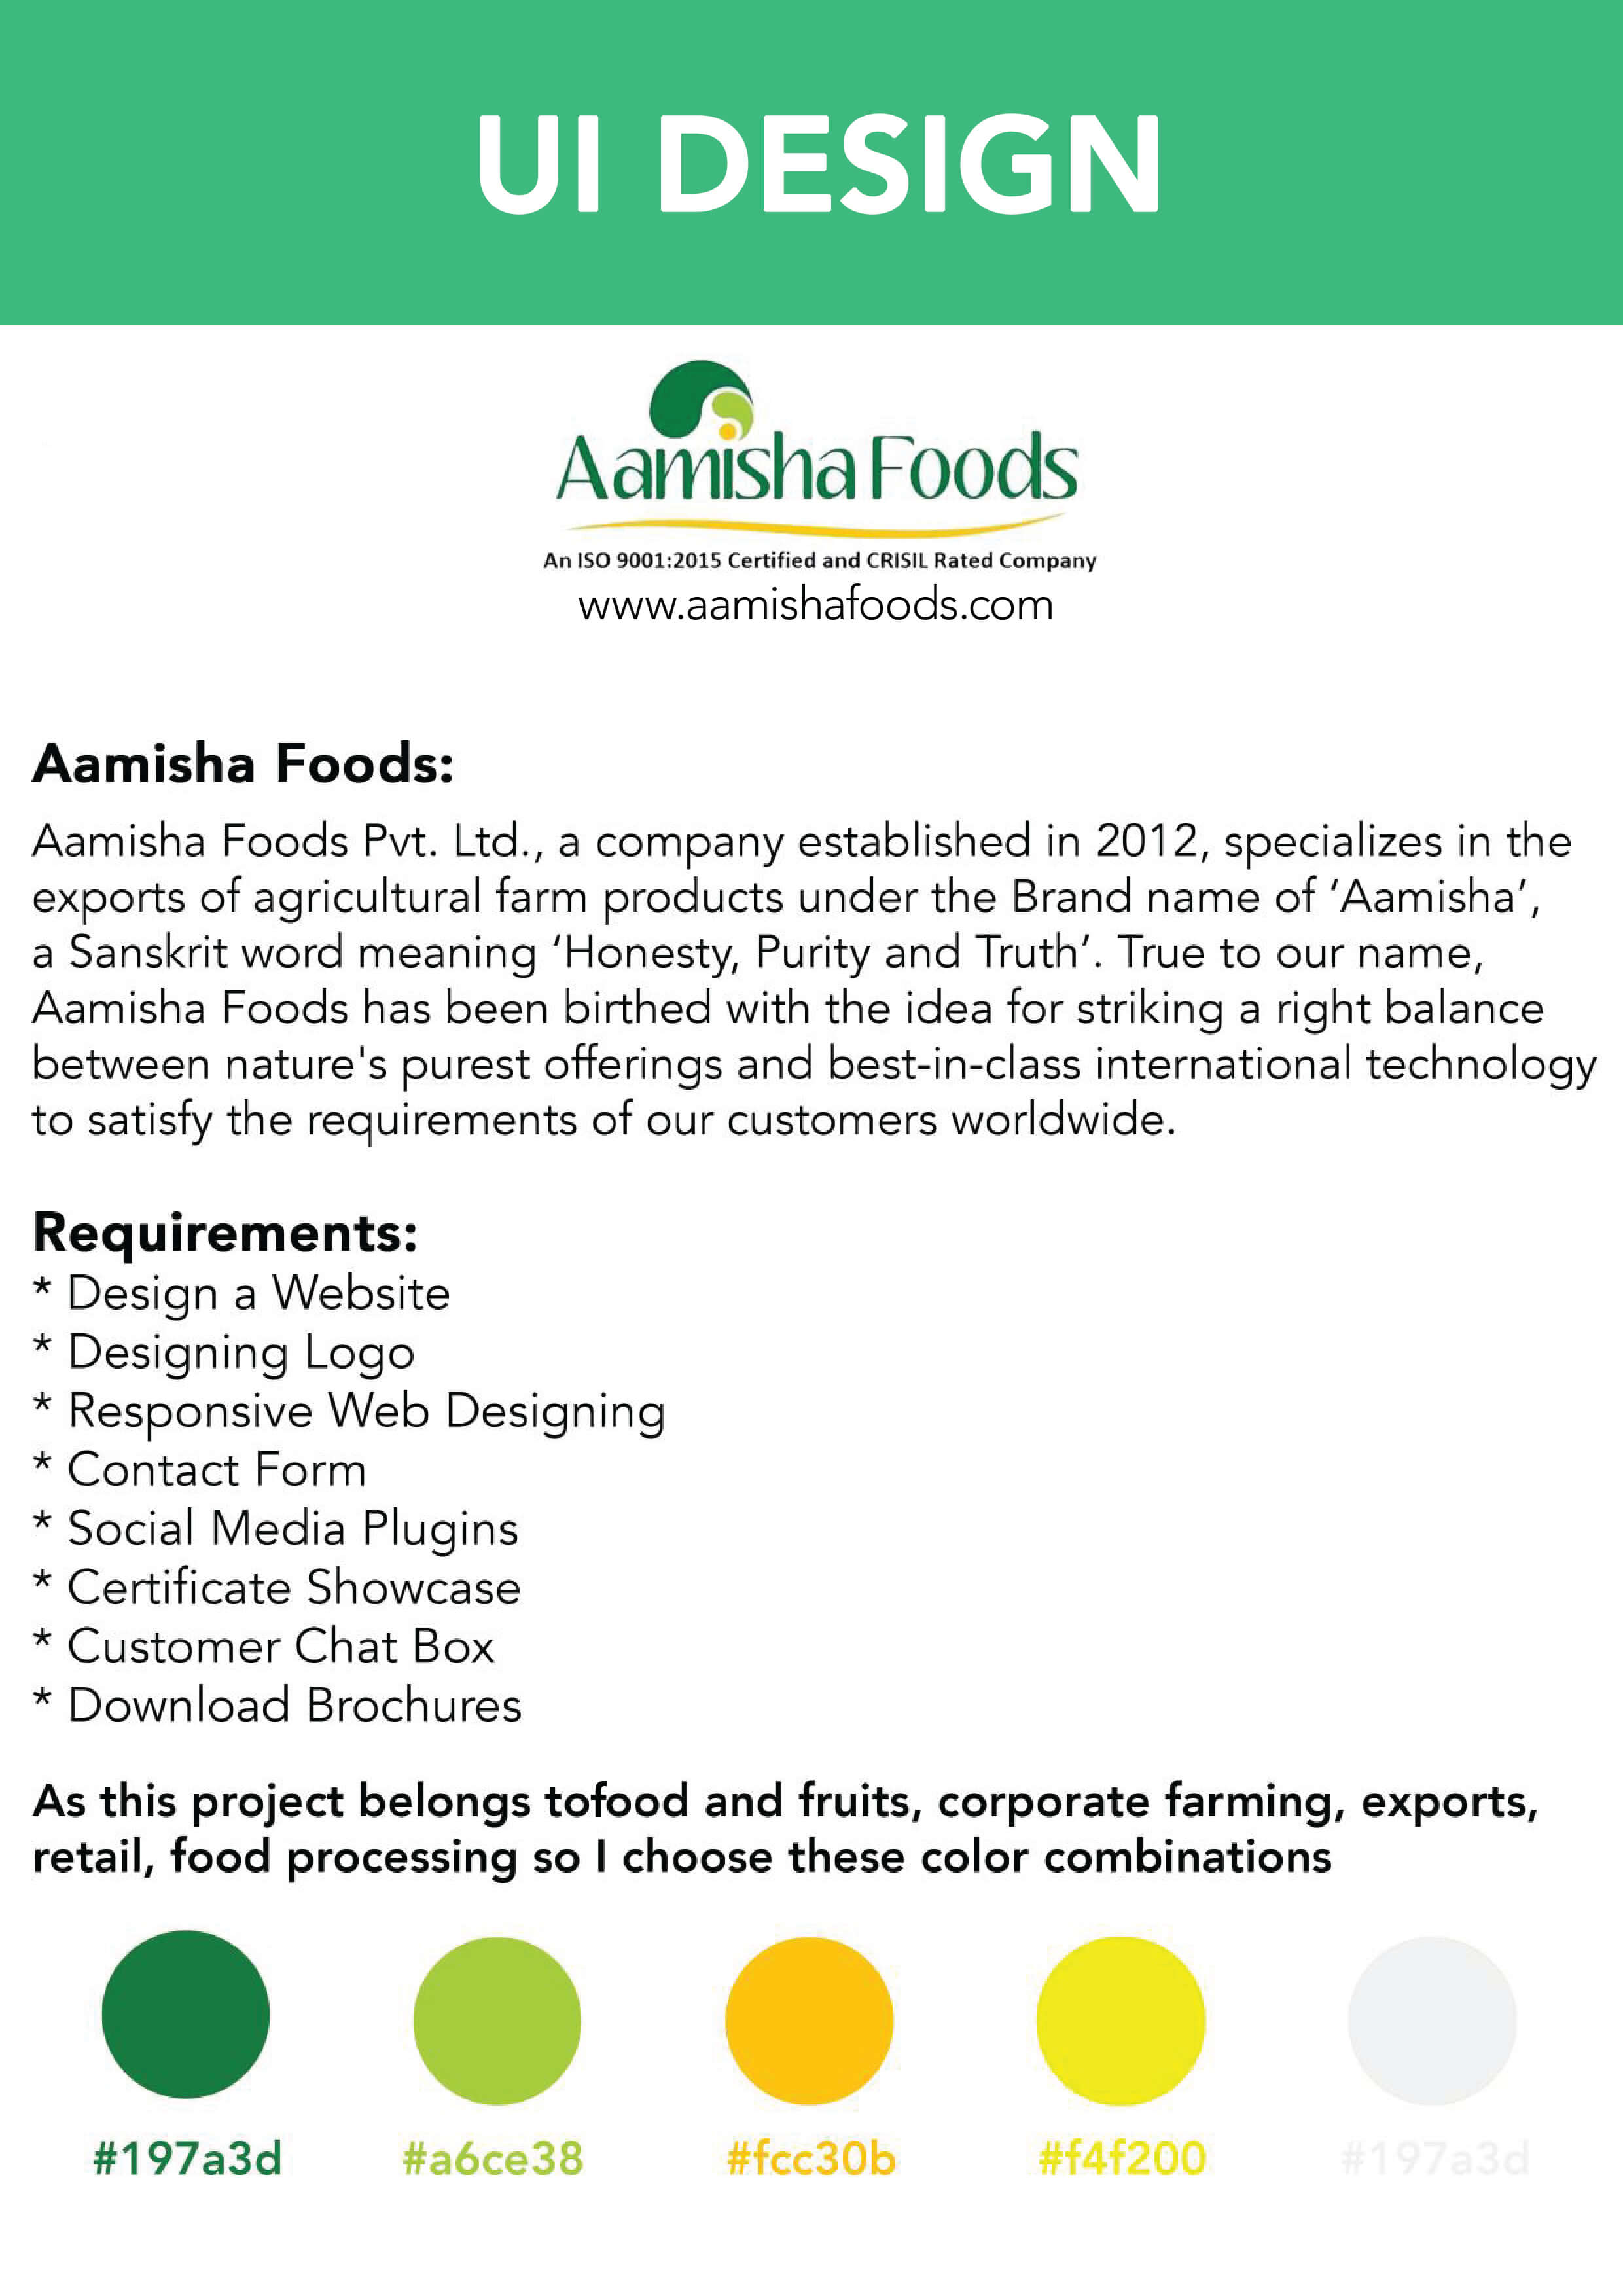 UI DESIGN
Aamisha Foods
An ISO 9001:2015 Certified and CRISIL Rated Company
www.aamishafoods.com
Aamisha Foods:
Aamisha Foods Pvt. Ltd., a company established in 2012, specializes in the
exports of agricultural farm products under the Brand name of ‘Aamisha’,
a Sanskrit word meaning ‘Honesty, Purity and Truth’. True to our name,
Aamisha Foods has been birthed with the idea for striking a right balance
between nature's purest offerings and best-in-class international technology
to satisfy the requirements of our customers worldwide.
Requirements:
* Design a Website
* Designing Logo
* Responsive Web Designing
* Contact Form
* Social Media Plugins
* Certificate Showcase
* Customer Chat Box
* Download Brochures
As this project belongs tofood and fruits, corporate farming, exports,
retail, food processing so I choose these color combinations
#197a3d #a6ce38 #fcc30b #f4f200 #197a3d